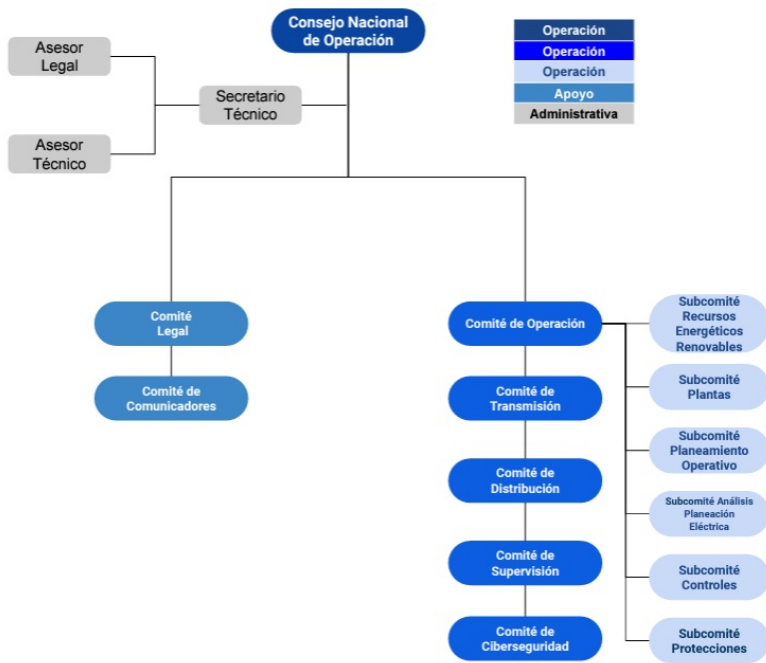 Consejo Nacional
de Operación
Operación
Operación
Operación
Apoyo
Administrativa
Asesor
Legal
Secretario
Técnico
Asesor
Técnico
Comité
Legal
Comité de
Comunicadores
Comité de Operación
Comité de
Transmisión
Comité de
Distribución
Comité de
Supervisión
Comité de
Ciberseguridad
Subcomité
Recursos
Energéticos
Renovables
Subcomité
Plantas
Subcomité
Planeamiento
Operativo
Subcomité Análisis
Planeación
Eléctrica
Subcomité
Controles
Subcomité
Protecciones